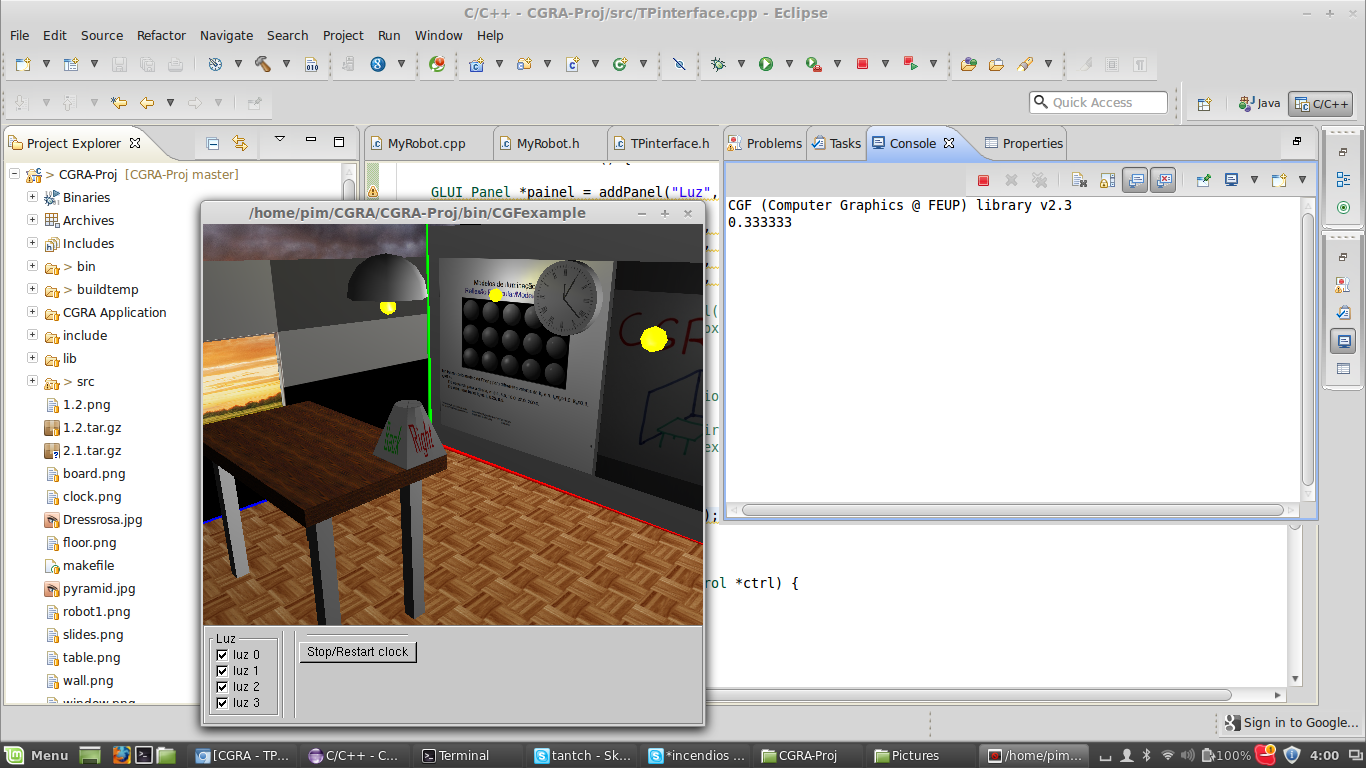 C/C++ - CGRA-Proj/src/TPinterface.cpp - Eclipse
File Edit Source Refactor Navigate Search Project Run Window Help
Quick Access
Java
C/C++
Project Explorer
MyRobot.cpp
MyRobot.h
TPinterface.h
Problems
Tasks
Console
Properties
> CGRA-Proj [CGRA-Proj master]
Binaries
Archives
Includes
> bin
> buildtemp
CGRA Application
include
lib
> src
1.2.png
1.2.tar.gz
2.1.tar.gz
board.png
clock.png
Dressrosa.jpg
floor.png
makefile
pyramid.jpg
robot1.png
slides.png
table.png
wall.png
window.png
GLUI_Panel *painel = addPanel("Luz",
rol *ctrl) {
CGF (Computer Graphics @ FEUP) library v2.3
0.333333
/home/pim/CGRA/CGRA-Proj/bin/CGFexample
Modelos de iluminação
CGR
Right
Luz
luz 0
luz 1
luz 2
luz 3
Stop/Restart clock
Sign in to Google...
Menu
[CGRA - TP...
C/C++ - C...
Terminal
tantch - Sk...
*incendios
CGRA-Proj
Pictures
/home/pim...
100%
4:00